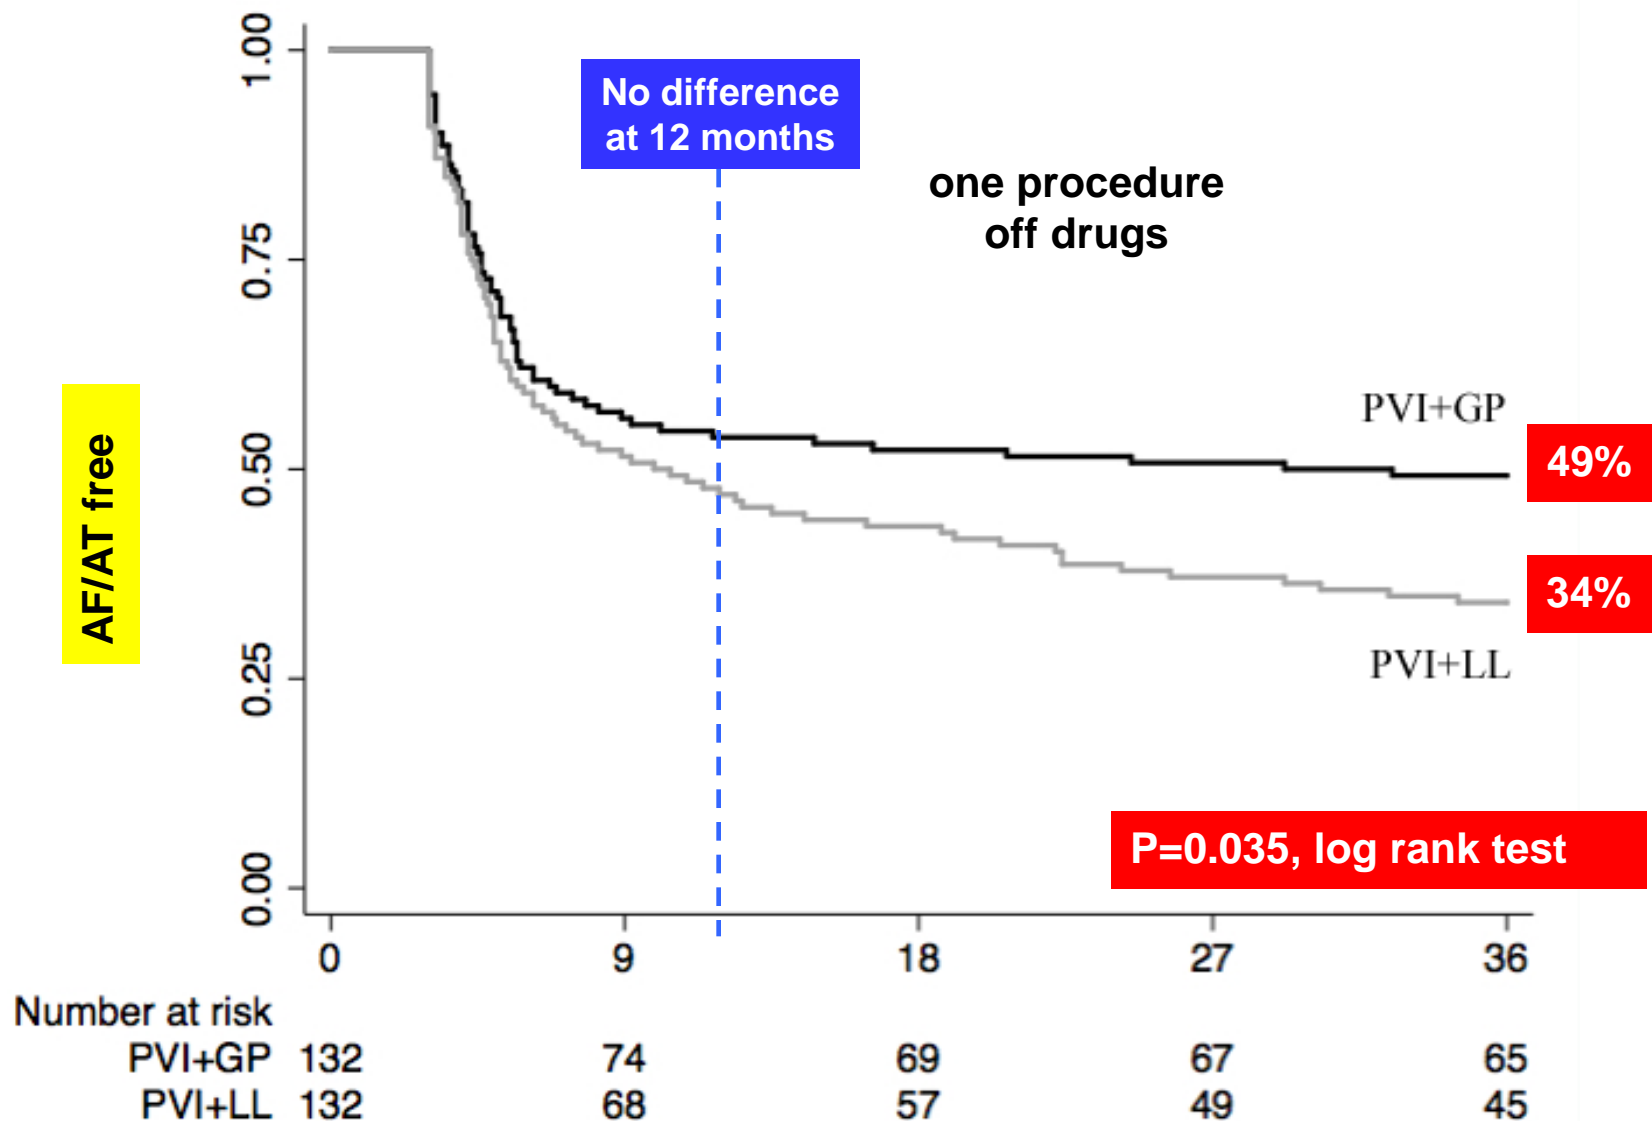 1.00
No difference
at 12 months
one procedure
off drugs
0.75
PVI+GP
AF/AT free
0.50
49%
34%
PVI+LL
0.25
P=0.035, log rank test
0.00
0 9 18 27 36
Number at risk
PVI+GP 132 74 69 67 65
PVI+LL 132 68 57 49 45